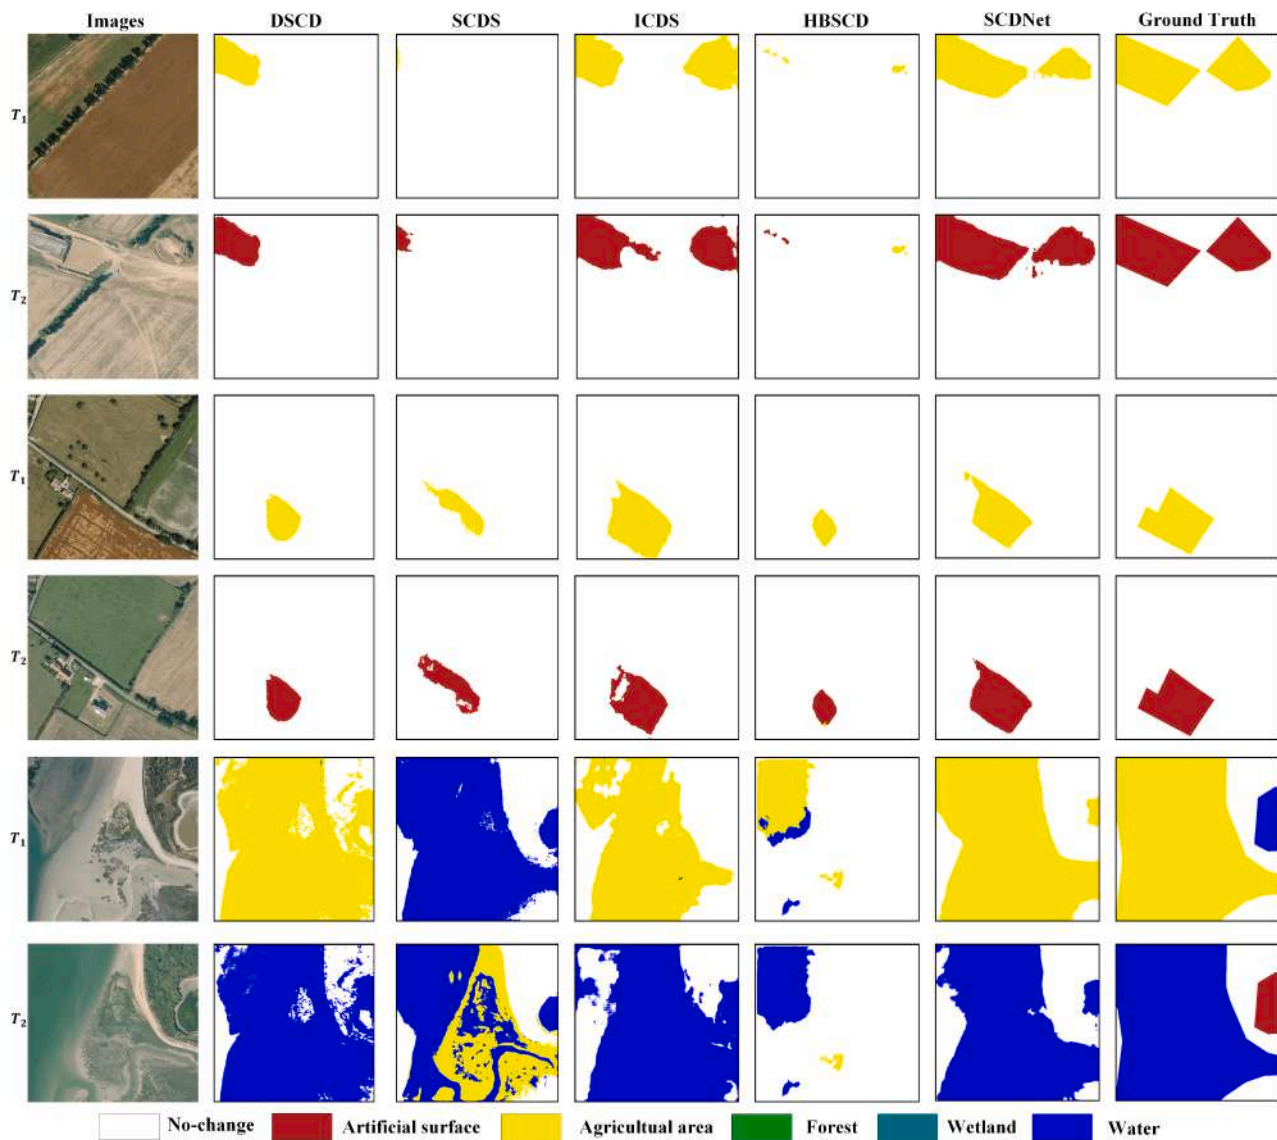 Images DSCD SCDS ICDS HBSCD SCDNet Ground Truth
T1
T2
T1
T2
T1
T2
No-change Artificial surface Agricultual area Forest Wetland Water